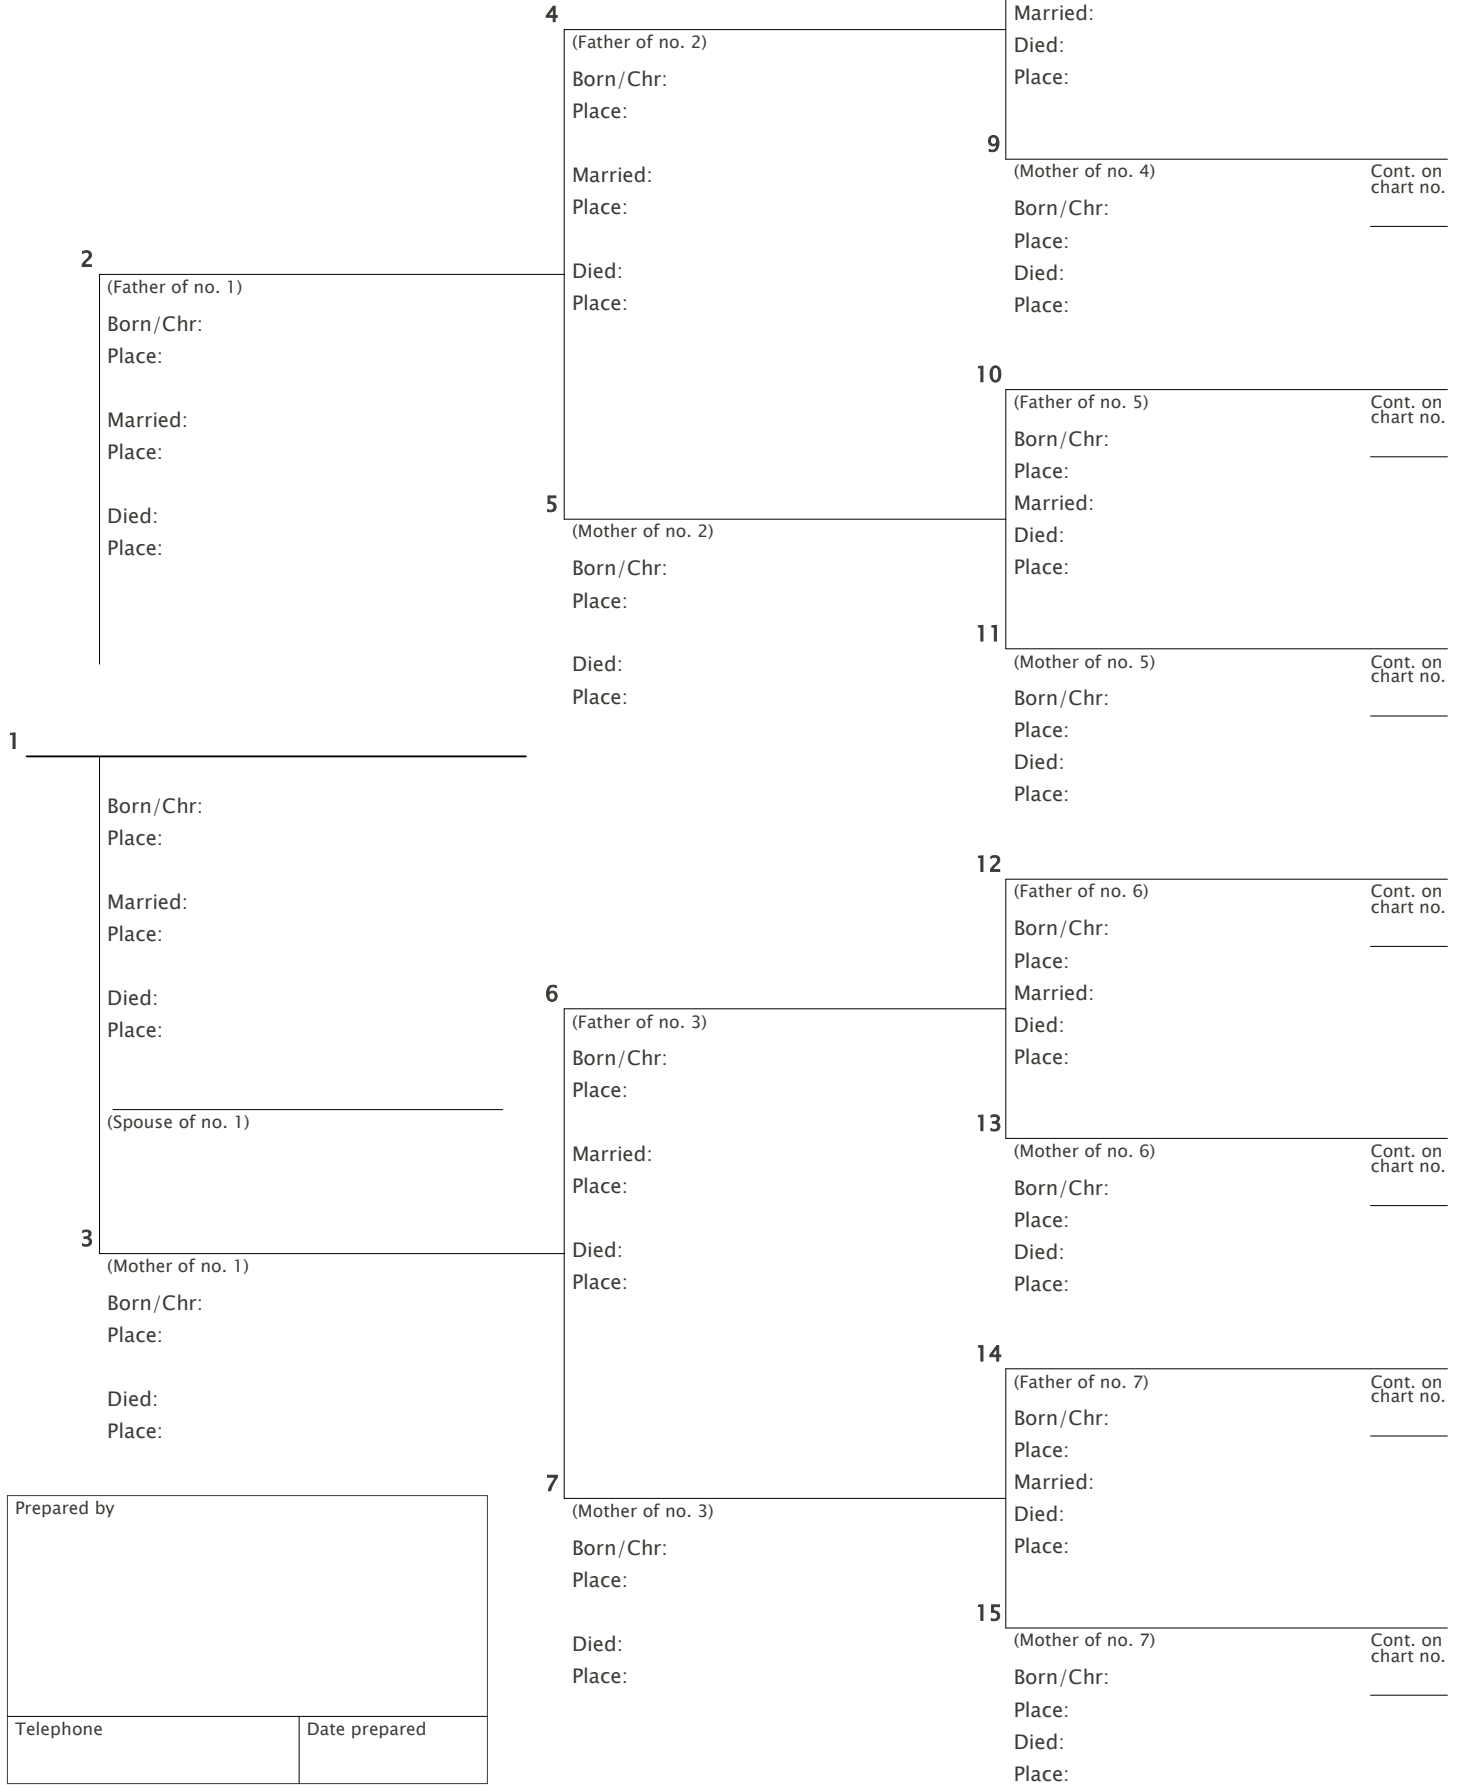 4
(Father of no. 2)
Born/Chr:
Place:
Married:
Place:
Died:
Place:
Married:
Died:
Place:
9
(Mother of no. 4)
Cont. on
chart no.
Born/Chr:
Place:
Died:
Place:
2
(Father of no. 1)
Born/Chr:
Place:
Married:
Place:
Died:
Place:
10
(Father of no. 5)
Cont. on
chart no.
Born/Chr:
Place:
Married:
Died:
Place:
5
(Mother of no. 2)
Born/Chr:
Place:
Died:
Place:
11
(Mother of no. 5)
Cont. on
chart no.
Born/Chr:
Place:
Died:
Place:
1
Born/Chr:
Place:
Married:
Place:
Died:
Place:
(Spouse of no. 1)
12
(Father of no. 6)
Cont. on
chart no.
Born/Chr:
Place:
Married:
Died:
Place:
6
(Father of no. 3)
Born/Chr:
Place:
Married:
Place:
Died:
Place:
13
(Mother of no. 6)
Cont. on
chart no.
Born/Chr:
Place:
Died:
Place:
3
(Mother of no. 1)
Born/Chr:
Place:
Died:
Place:
14
(Father of no. 7)
Cont. on
chart no.
Born/Chr:
Place:
Married:
Died:
Place:
7
(Mother of no. 3)
Born/Chr:
Place:
Died:
Place:
15
(Mother of no. 7)
Cont. on
chart no.
Born/Chr:
Place:
Died:
Place:
Prepared by
Telephone
Date prepared